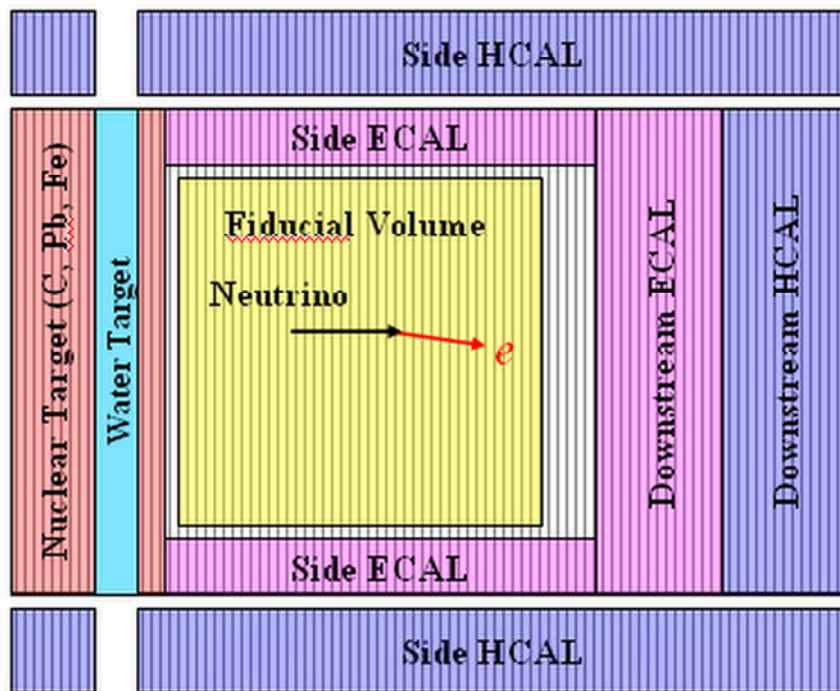 Side HCAL
Side ECAL
Nuclear Target (C, Pb, Fe)
Water Target
Fiducial Volume
Neutrino
e
Downstream ECAL
Downstream HCAL
Side ECAL
Side HCAL